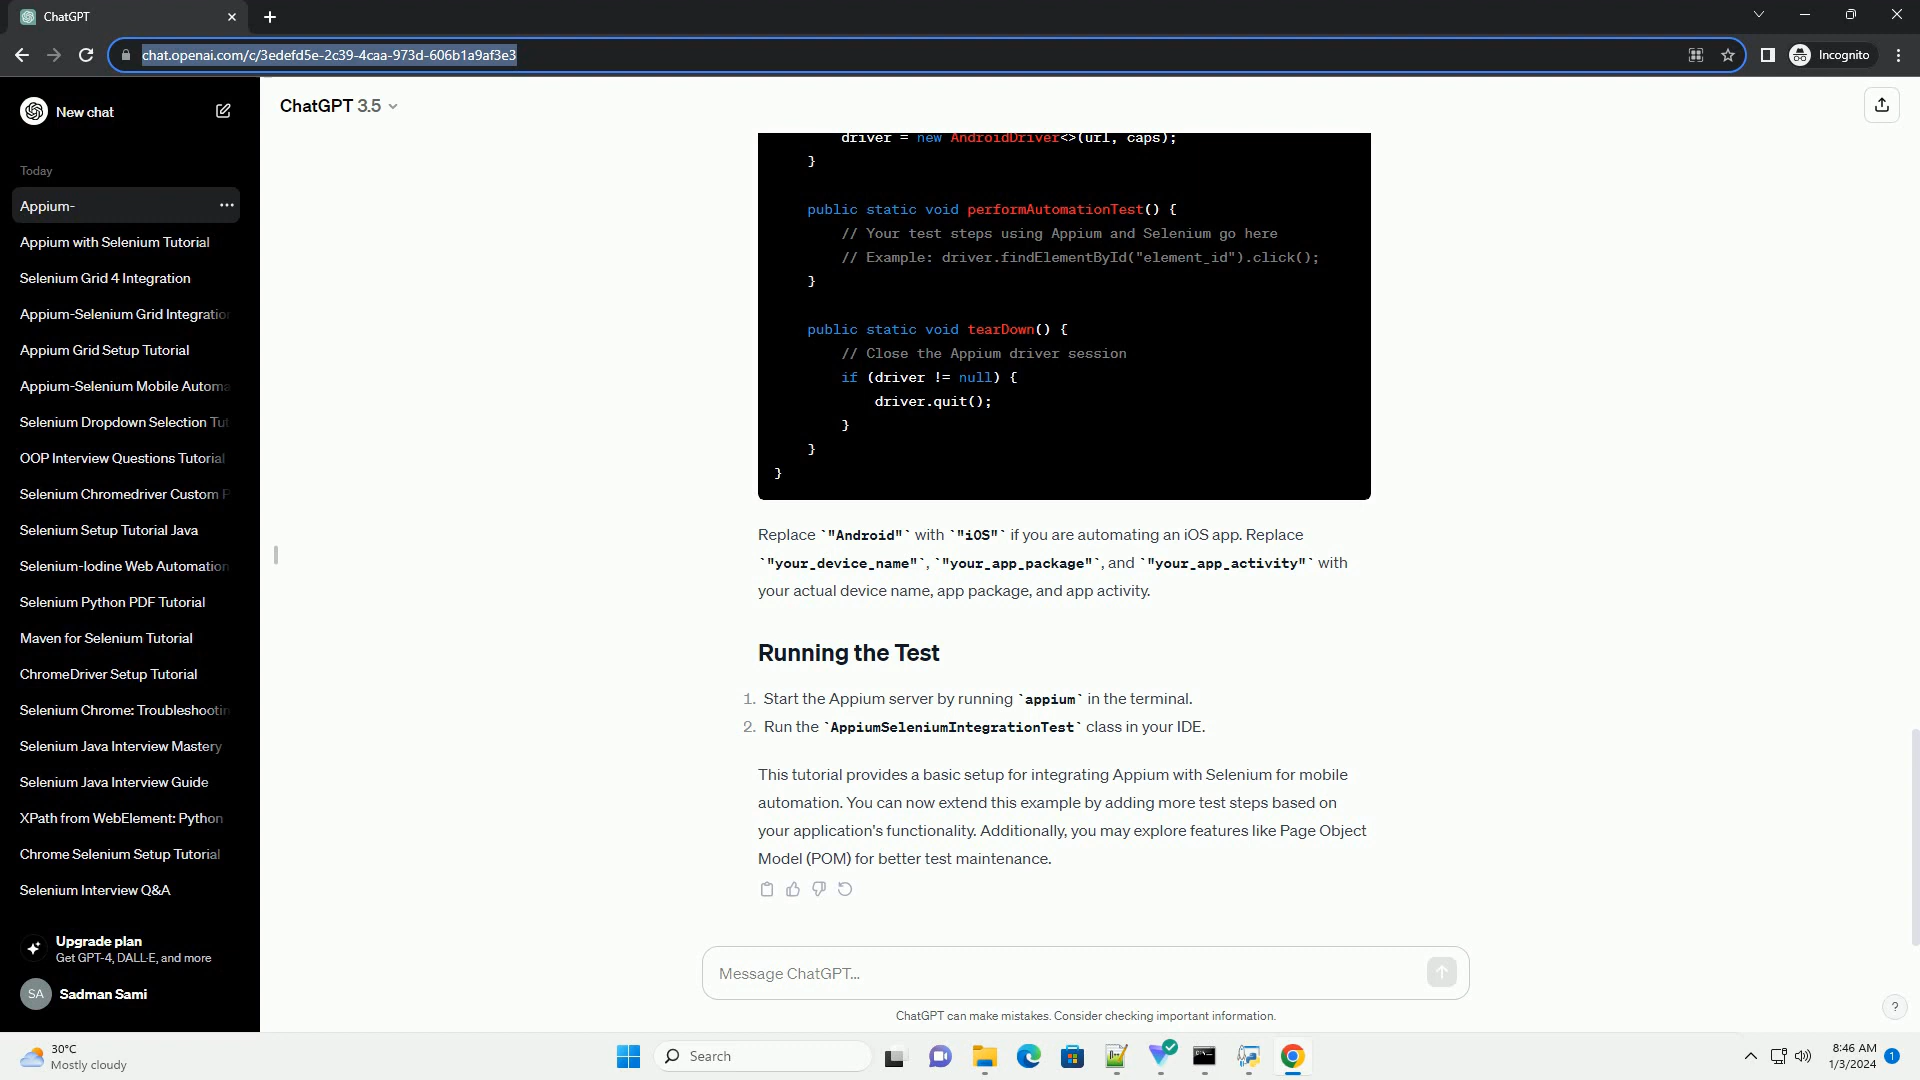 ChatGPT
chat.openai.com/c/3edefd5e-2c39-4caa-973d-606b1a9af3e3
Incognito
New chat
Today
Appium-
Appium with Selenium Tutorial
Selenium Grid 4 Integration
Appium-Selenium Grid Integration
Appium Grid Setup Tutorial
Appium-Selenium Mobile Automa
Selenium Dropdown Selection Tut
OOP Interview Questions Tutorial
Selenium Chromedriver Custom P
Selenium Setup Tutorial Java
Selenium-Iodine Web Automation
Selenium Python PDF Tutorial
Maven for Selenium Tutorial
ChromeDriver Setup Tutorial
Selenium Chrome: Troubleshootin
Selenium Java Interview Mastery
Selenium Java Interview Guide
XPath from WebElement: Python
Chrome Selenium Setup Tutorial
Selenium Interview Q&A
Upgrade plan
Get GPT-4, DALL·E, and more
SA
Sadman Sami
ChatGPT 3.5
driver = new AndroidDriver<>(url, caps);
}
public static void performAutomationTest() {
// Your test steps using Appium and Selenium go here
// Example: driver.findElementById("element_id").click();
}
public static void tearDown() {
// Close the Appium driver session
if (driver != null) {
driver.quit();
}
}
}
Replace `"Android"` with `"iOS"` if you are automating an iOS app. Replace
`"your_device_name"`, `"your_app_package"`, and `"your_app_activity"` with
your actual device name, app package, and app activity.
Running the Test
1. Start the Appium server by running `appium` in the terminal.
2. Run the `AppiumSeleniumIntegrationTest` class in your IDE.
This tutorial provides a basic setup for integrating Appium with Selenium for mobile
automation. You can now extend this example by adding more test steps based on
your application's functionality. Additionally, you may explore features like Page Object
Model (POM) for better test maintenance.
Message ChatGPT...
ChatGPT can make mistakes. Consider checking important information.
?
30°C
Mostly cloudy
Search
8:46 AM
1/3/2024
1